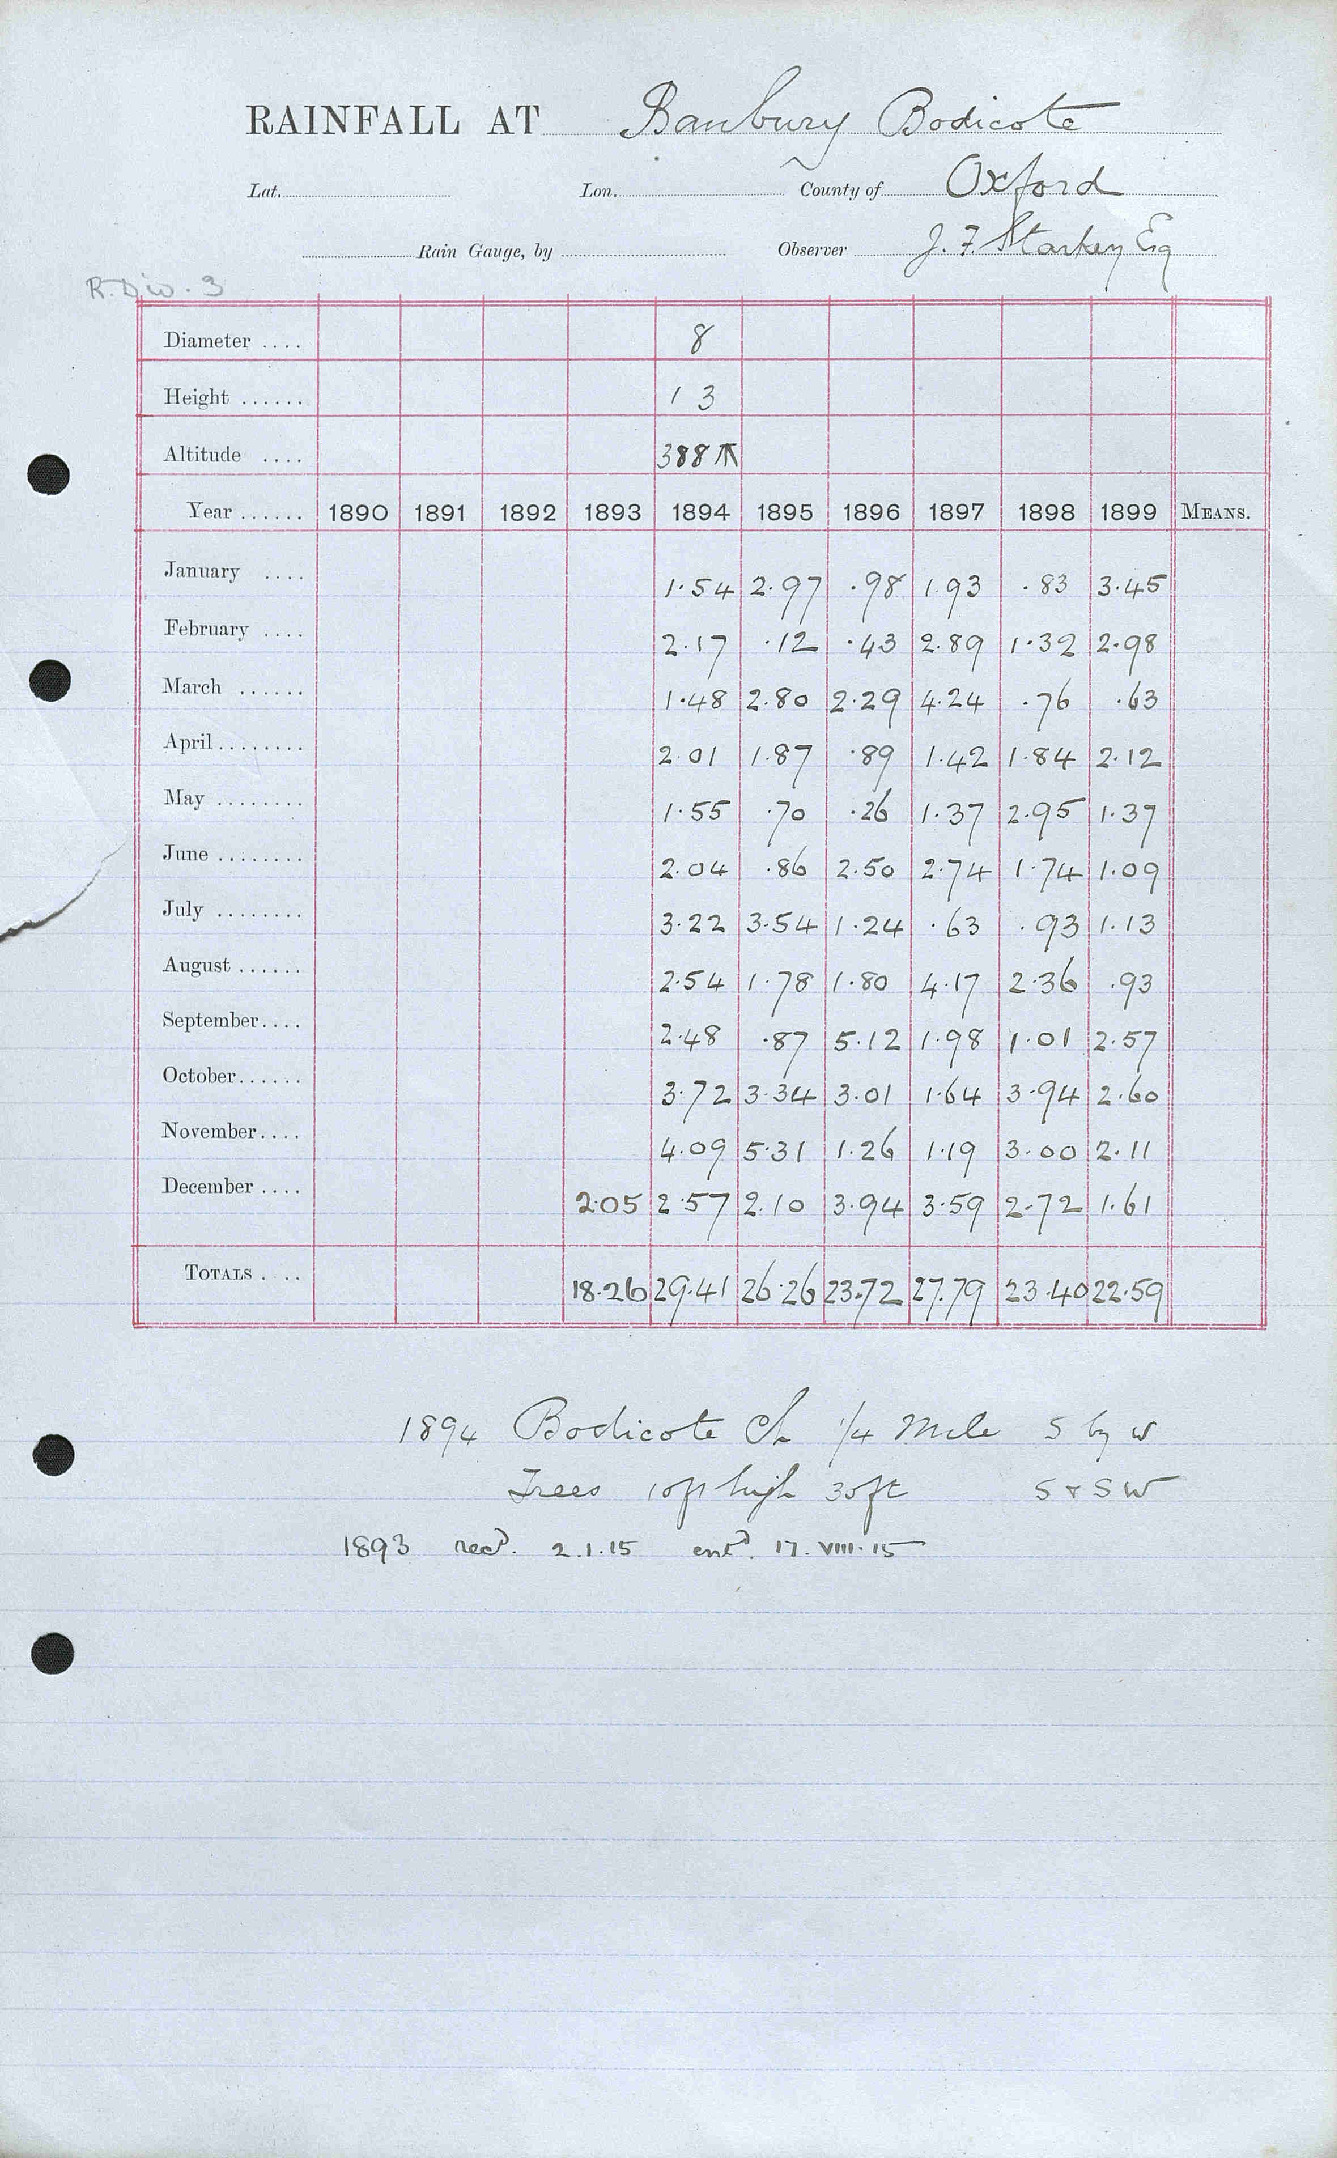 RAINFALL AT Banbury Bodicote
Lat. Lon. County of Oxford
Rain Gauge, by Observer J. F. Starkey Esq
R. Div. 3
Diameter .... 8
Height ...... 1 3
Altitude .... 388
Year ...... 1890 1891 1892 1893 1894 1895 1896 1897 1898 1899 MEANS.
January .... 1.54 2.97 .98 1.93 .83 3.45
February .... 2.17 .12 .43 2.89 1.32 2.98
March ...... 1.48 2.80 2.29 4.24 .76 .63
April ........ 2.01 1.87 .89 1.42 1.84 2.12
May ........ 1.55 .70 .26 1.37 2.95 1.37
June ........ 2.04 .86 2.50 2.74 1.74 1.09
July ........ 3.22 3.54 1.24 .63 .93 1.13
August ...... 2.54 1.78 1.80 4.17 2.36 .93
September.... 2.48 .87 5.12 1.98 1.01 2.57
October...... 3.72 3.34 3.01 1.64 3.94 2.60
November.... 4.09 5.31 1.26 1.19 3.00 2.11
December .... 2.05 2.57 2.10 3.94 3.59 2.72 1.61
TOTALS .... 18.26 29.41 26.26 23.72 27.79 23.40 22.59
1894 Bodicote Ch 1/4 Mile S by W
Trees 10ft high 30ft S & SW
1893 recd. 2.1.15 entd. 17.VIII.15